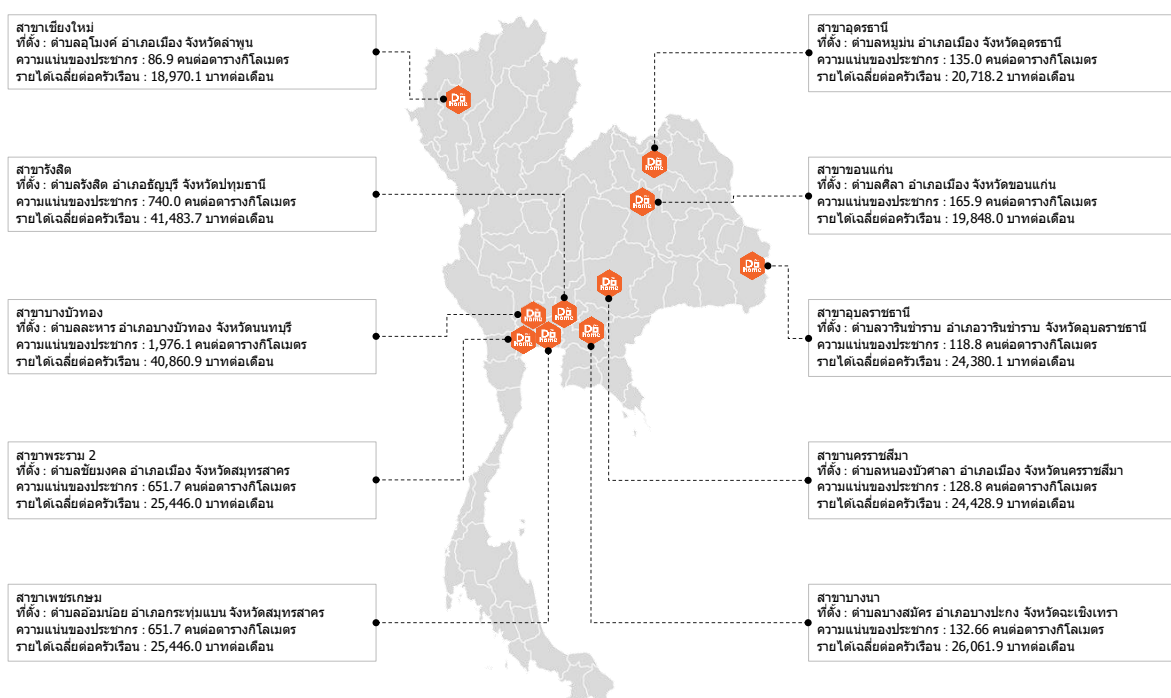 สาขาเชียงใหม่
ที่ตั้ง : ตำบลอุโมงค์ อำเภอเมือง จังหวัดลำพูน
ความแน่นของประชากร : 86.9 คนต่อตารางกิโลเมตร
รายได้เฉลี่ยต่อครัวเรือน : 18,970.1 บาทต่อเดือน
สาขารังสิต
ที่ตั้ง : ตำบลรังสิต อำเภอธัญบุรี จังหวัดปทุมธานี
ความแน่นของประชากร : 740.0 คนต่อตารางกิโลเมตร
รายได้เฉลี่ยต่อครัวเรือน : 41,483.7 บาทต่อเดือน
สาขาบางบัวทอง
ที่ตั้ง : ตำบลละหาร อำเภอบางบัวทอง จังหวัดนนทบุรี
ความแน่นของประชากร : 1,976.1 คนต่อตารางกิโลเมตร
รายได้เฉลี่ยต่อครัวเรือน : 40,860.9 บาทต่อเดือน
สาขาพระราม 2
ที่ตั้ง : ตำบลชัยมงคล อำเภอเมือง จังหวัดสมุทรสาคร
ความแน่นของประชากร : 651.7 คนต่อตารางกิโลเมตร
รายได้เฉลี่ยต่อครัวเรือน : 25,446.0 บาทต่อเดือน
สาขาเพชรเกษม
ที่ตั้ง : ตำบลอ้อมน้อย อำเภอกระทุ่มแบน จังหวัดสมุทรสาคร
ความแน่นของประชากร : 651.7 คนต่อตารางกิโลเมตร
รายได้เฉลี่ยต่อครัวเรือน : 25,446.0 บาทต่อเดือน
สาขาอุดรธานี
ที่ตั้ง : ตำบลหมูม่น อำเภอเมือง จังหวัดอุดรธานี
ความแน่นของประชากร : 135.0 คนต่อตารางกิโลเมตร
รายได้เฉลี่ยต่อครัวเรือน : 20,718.2 บาทต่อเดือน
สาขาขอนแก่น
ที่ตั้ง : ตำบลศิลา อำเภอเมือง จังหวัดขอนแก่น
ความแน่นของประชากร : 165.9 คนต่อตารางกิโลเมตร
รายได้เฉลี่ยต่อครัวเรือน : 19,848.0 บาทต่อเดือน
สาขาอุบลราชธานี
ที่ตั้ง : ตำบลวารินชำราบ อำเภอวารินชำราบ จังหวัดอุบลราชธานี
ความแน่นของประชากร : 118.8 คนต่อตารางกิโลเมตร
รายได้เฉลี่ยต่อครัวเรือน : 24,380.1 บาทต่อเดือน
สาขานครราชสีมา
ที่ตั้ง : ตำบลหนองบัวศาลา อำเภอเมือง จังหวัดนครราชสีมา
ความแน่นของประชากร : 128.8 คนต่อตารางกิโลเมตร
รายได้เฉลี่ยต่อครัวเรือน : 24,428.9 บาทต่อเดือน
สาขาบางนา
ที่ตั้ง : ตำบลบางสมัคร อำเภอบางปะกง จังหวัดฉะเชิงเทรา
ความแน่นของประชากร : 132.66 คนต่อตารางกิโลเมตร
รายได้เฉลี่ยต่อครัวเรือน : 26,061.9 บาทต่อเดือน